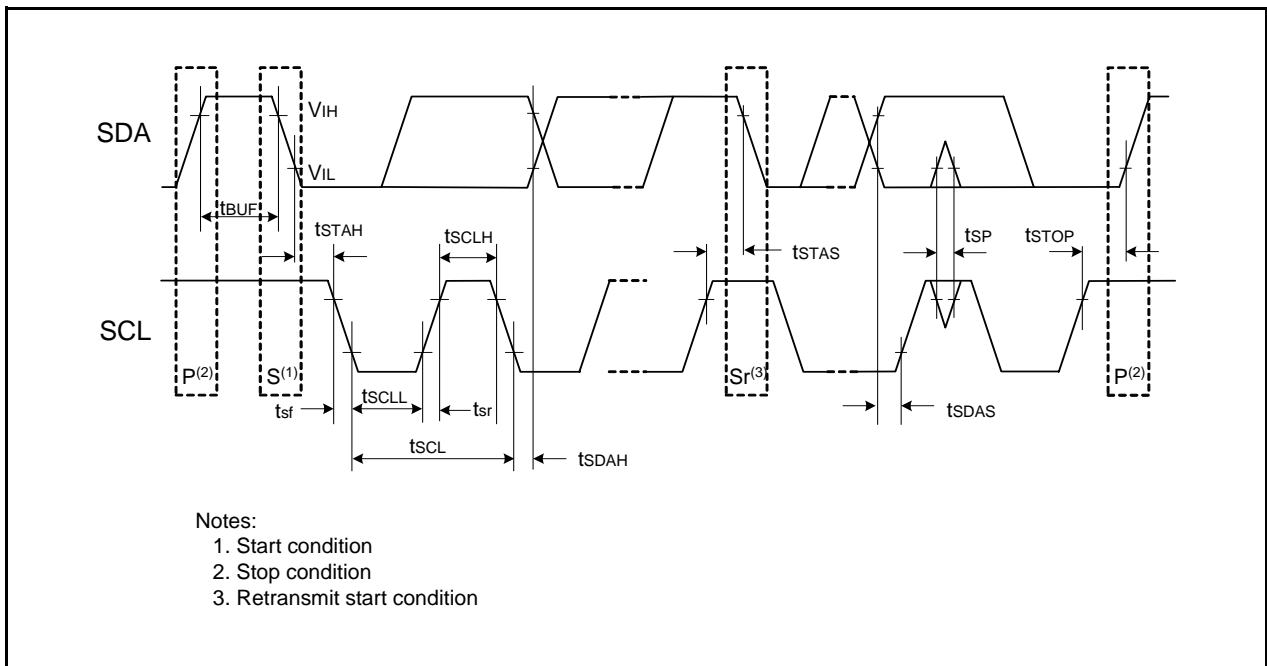 SDA
VIH
VIL
tBUF
tSTAH
tSCLH
tSTAS
tSP
tSTOP
SCL
P(2)
S(1)
Sr(3)
P(2)
tsf
tSCLL
tsr
tSDAS
tSCL
tSDAH
Notes:
1. Start condition
2. Stop condition
3. Retransmit start condition